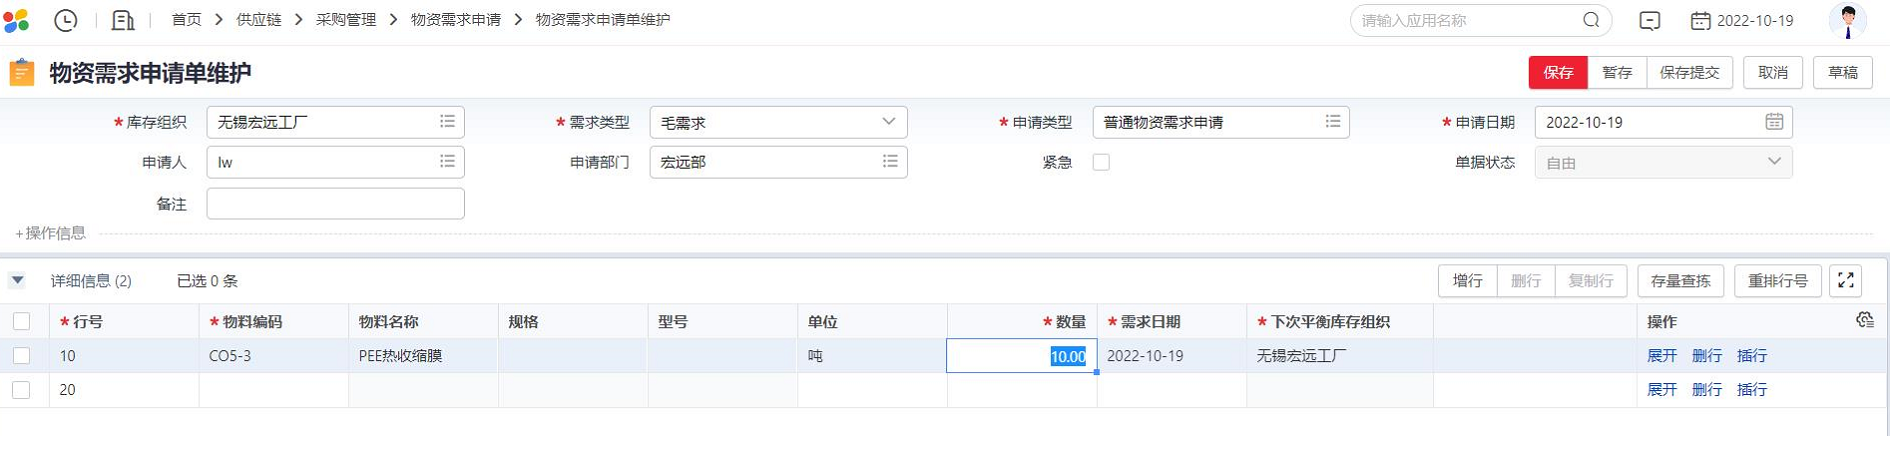 首页 > 供应链 > 采购管理 > 物资需求申请 > 物资需求申请单维护 请输入应用名称 2022-10-19
物资需求申请单维护 保存 暂存 保存提交 取消 草稿
* 库存组织 无锡宏远工厂 * 需求类型 毛需求 * 申请类型 普通物资需求申请 * 申请日期 2022-10-19
申请人 lw 申请部门 宏远部 紧急 单据状态 自由
备注
+操作信息
详细信息 (2) 已选 0 条 增行 删行 复制行 存量查拣 重排行号
* 行号 * 物料编码 物料名称 规格 型号 单位 * 数量 * 需求日期 * 下次平衡库存组织 操作
10 CO5-3 PEE热收缩膜 吨 10.00 2022-10-19 无锡宏远工厂 展开 删行 插行
20 展开 删行 插行